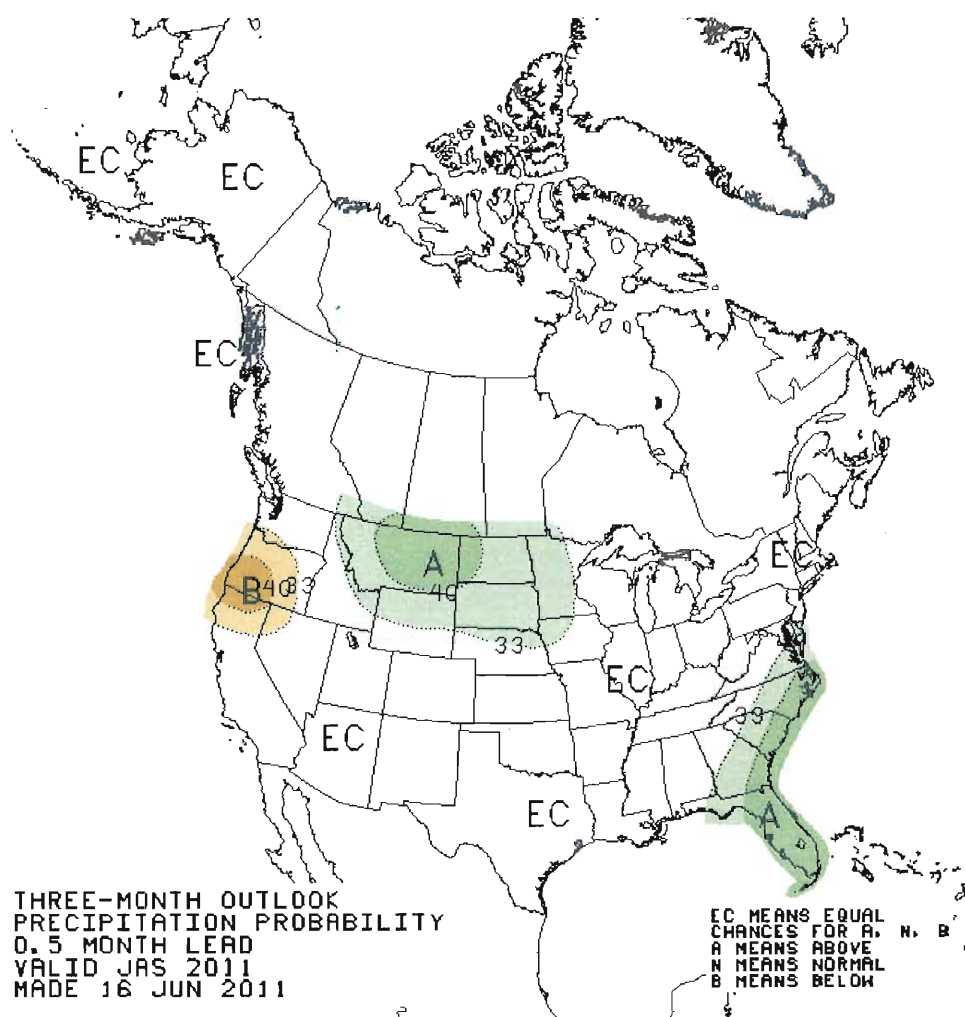 EC
EC
EC
A
40
B
40
33
33
EC
EC
33
EC
EC
A
THREE-MONTH OUTLOOK
PRECIPITATION PROBABILITY
0.5 MONTH LEAD
VALID JAS 2011
MADE 16 JUN 2011
EC MEANS EQUAL
CHANCES FOR A, N, B
A MEANS ABOVE
N MEANS NORMAL
B MEANS BELOW